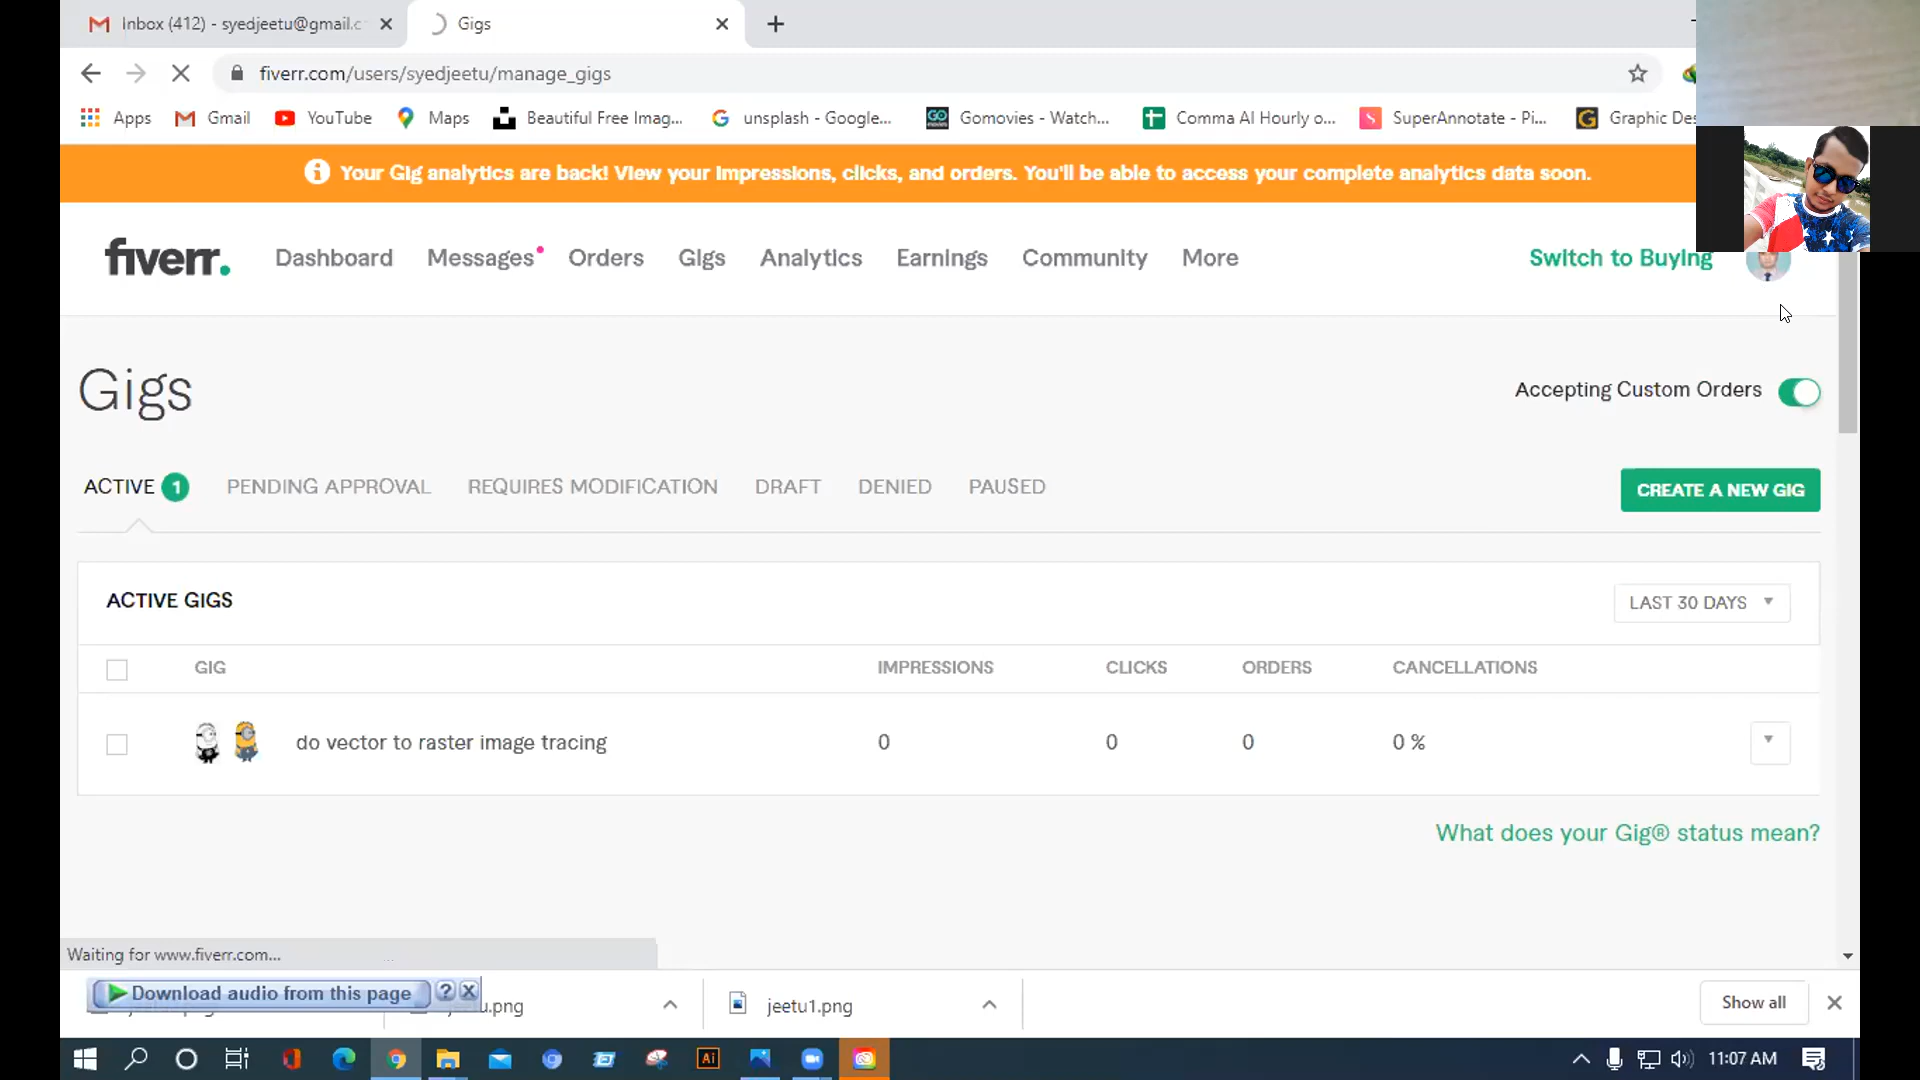 Inbox (412) - syedjeetu@gmail.c
Gigs
fiverr.com/users/syedjeetu/manage_gigs
Apps
Gmail
YouTube
Maps
Beautiful Free Imag...
unsplash - Google...
Gomovies - Watch...
Comma AI Hourly o...
SuperAnnotate - Pi...
Graphic Des
Your Gig analytics are back! View your impressions, clicks, and orders. You'll be able to access your complete analytics data soon.
fiverr.
Dashboard
Messages
Orders
Gigs
Analytics
Earnings
Community
More
Switch to Buying
Gigs
Accepting Custom Orders
ACTIVE 1
PENDING APPROVAL
REQUIRES MODIFICATION
DRAFT
DENIED
PAUSED
CREATE A NEW GIG
ACTIVE GIGS
LAST 30 DAYS
GIG
IMPRESSIONS
CLICKS
ORDERS
CANCELLATIONS
do vector to raster image tracing
0
0
0
0 %
What does your Gig® status mean?
Waiting for www.fiverr.com...
Download audio from this page
jeetu1.png
Show all
Ai
11:07 AM